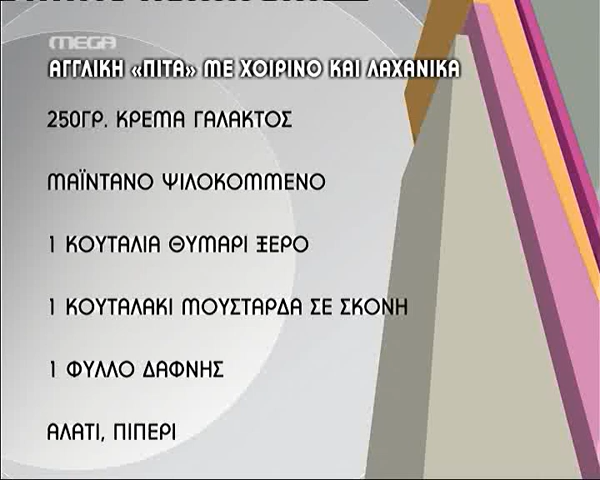 MEGA
ΑΓΓΛΙΚΗ «ΠΙΤΑ» ΜΕ ΧΟΙΡΙΝΟ ΚΑΙ ΛΑΧΑΝΙΚΑ
250ΓΡ. ΚΡΕΜΑ ΓΑΛΑΚΤΟΣ
ΜΑΪΝΤΑΝΟ ΨΙΛΟΚΟΜΜΕΝΟ
1 ΚΟΥΤΑΛΙΑ ΘΥΜΑΡΙ ΞΕΡΟ
1 ΚΟΥΤΑΛΑΚΙ ΜΟΥΣΤΑΡΔΑ ΣΕ ΣΚΟΝΗ
1 ΦΥΛΛΟ ΔΑΦΝΗΣ
ΑΛΑΤΙ, ΠΙΠΕΡΙ